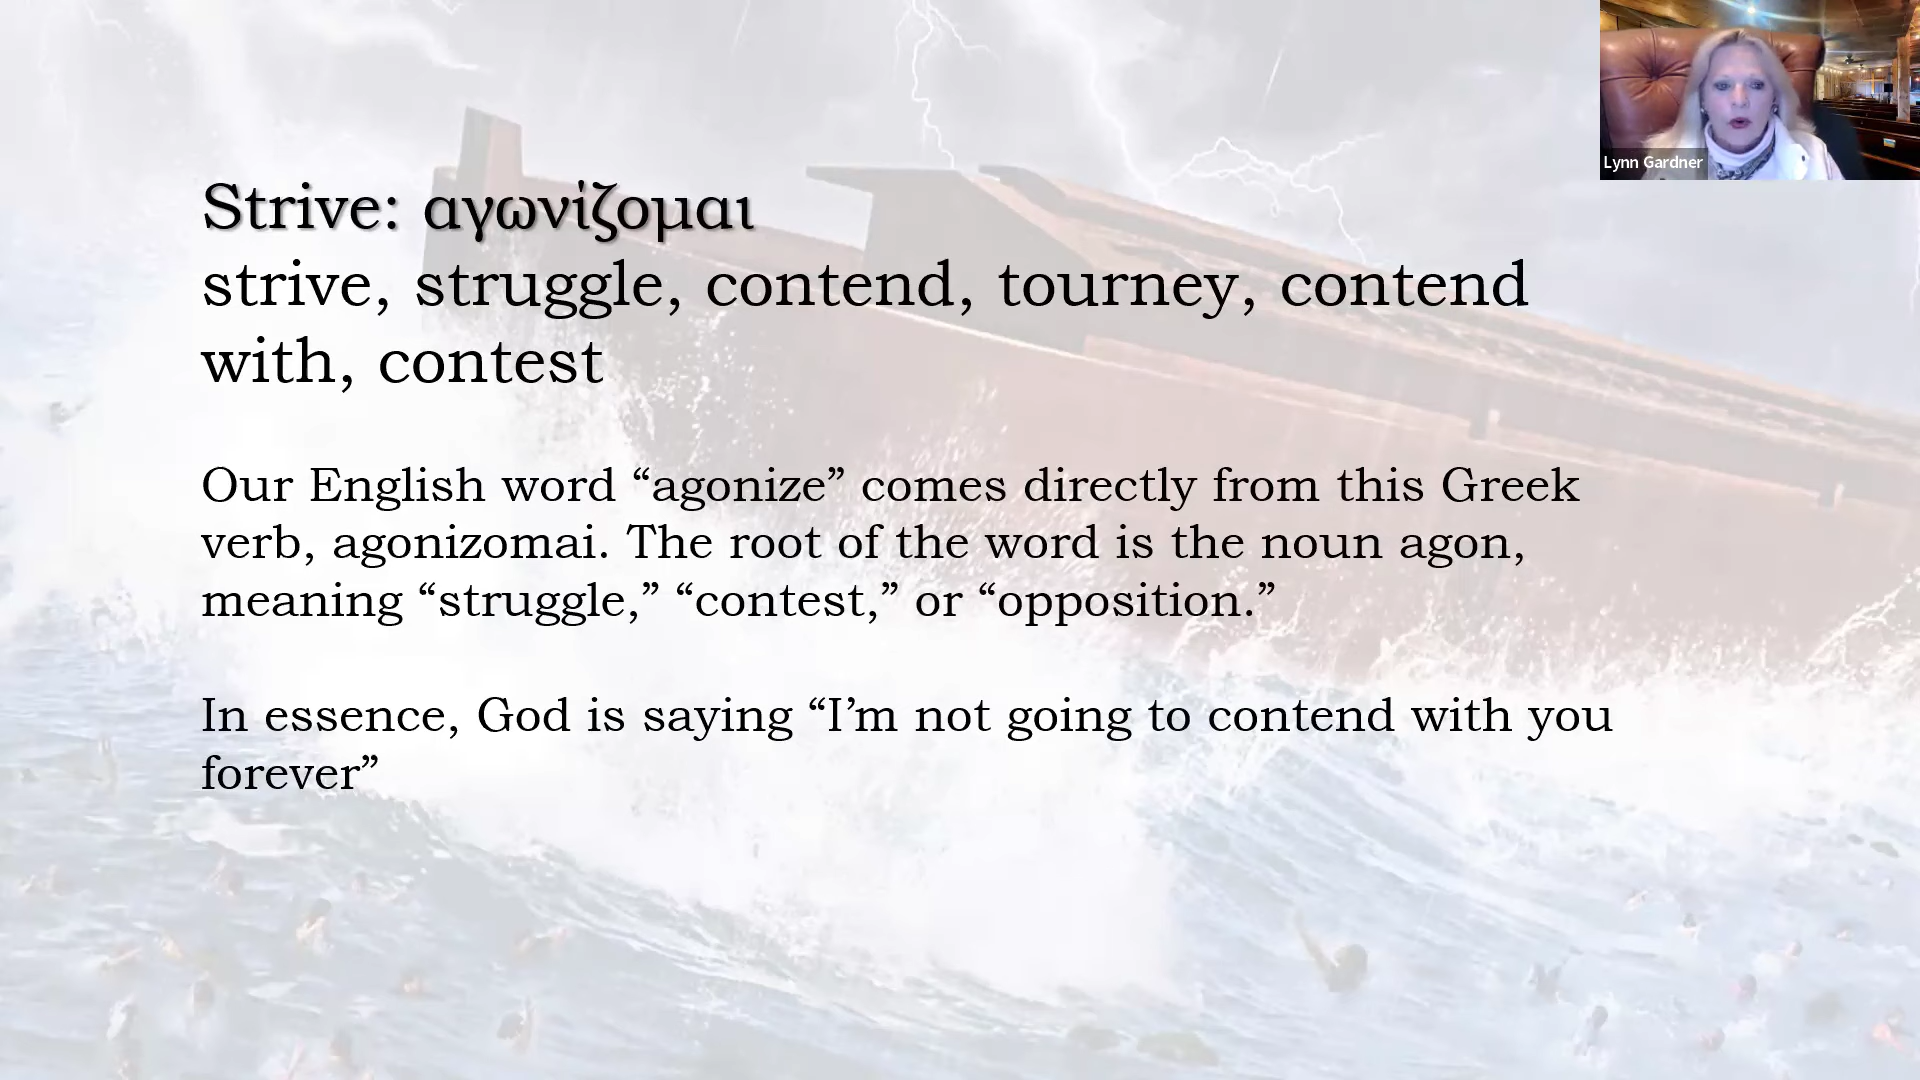 Lynn Gardner
Strive: αγωνίζομαι
strive, struggle, contend, tourney, contend
with, contest
Our English word “agonize” comes directly from this Greek
verb, agonizomai. The root of the word is the noun agon,
meaning “struggle,” “contest,” or “opposition.”
In essence, God is saying “I’m not going to contend with you
forever”